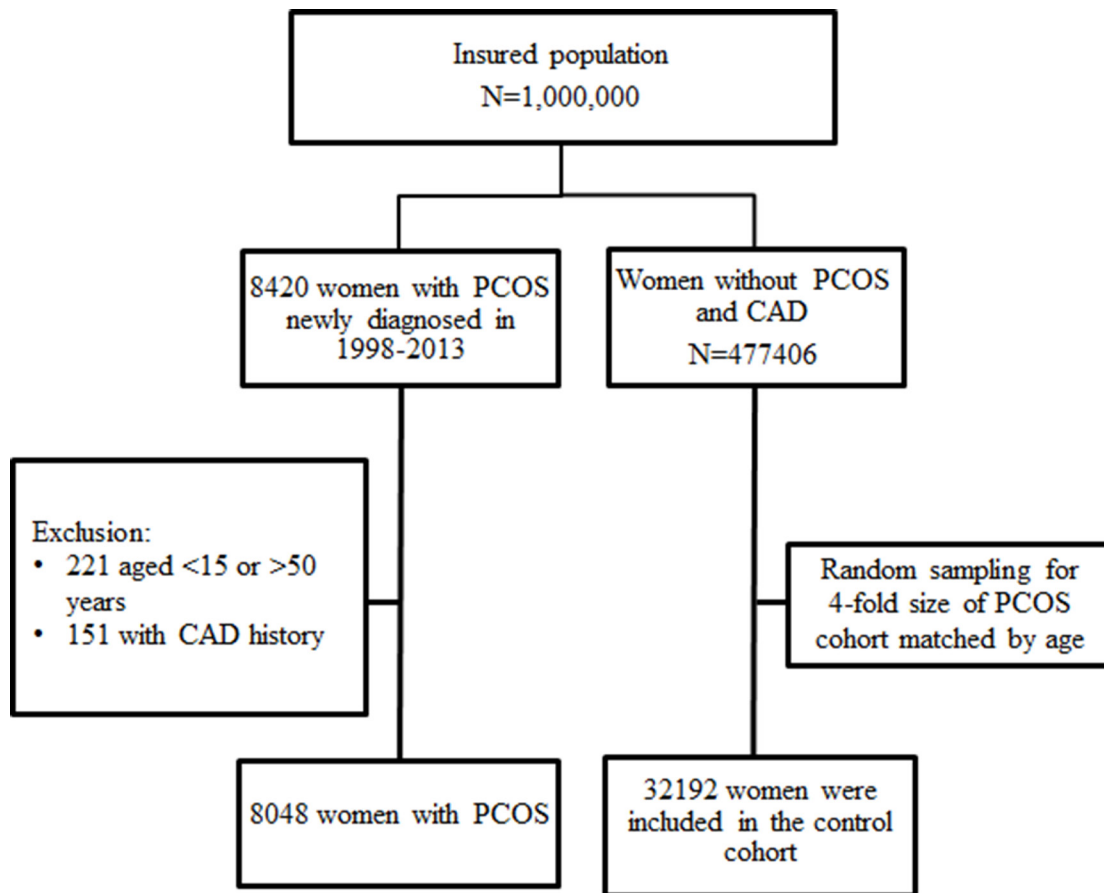 Insured population
N=1,000,000
8420 women with PCOS
newly diagnosed in
1998-2013
Women without PCOS
and CAD
N=477406
Exclusion:
• 221 aged <15 or >50
years
• 151 with CAD history
Random sampling for
4-fold size of PCOS
cohort matched by age
8048 women with PCOS
32192 women were
included in the control
cohort